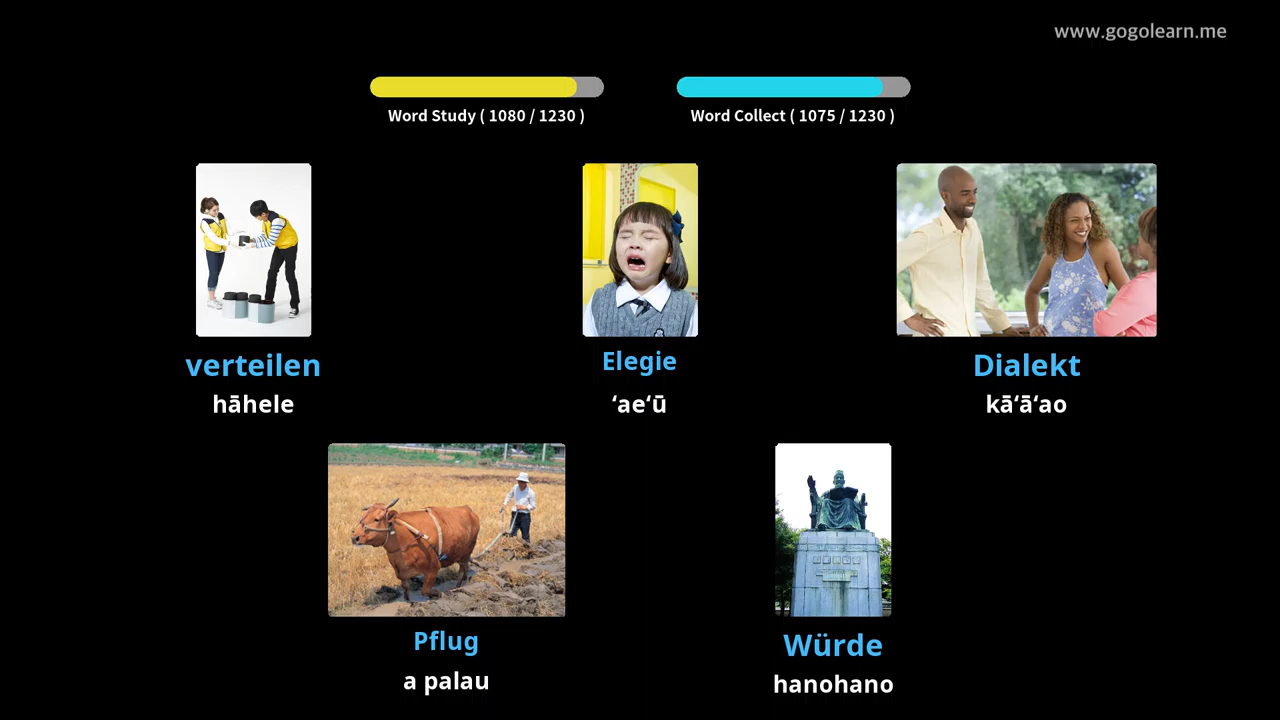 www.gogolearn.me
Word Study ( 1080 / 1230 )
Word Collect ( 1075 / 1230 )
verteilen
hāhele
Elegie
ʻaeʻū
Dialekt
kāʻāʻao
Pflug
a palau
Würde
hanohano